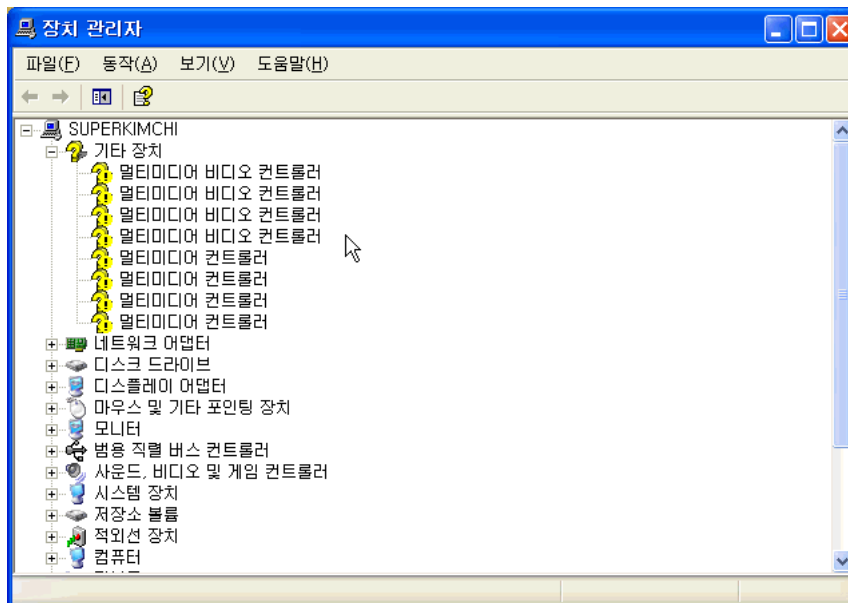 장치 관리자
파일(F) 동작(A) 보기(V) 도움말(H)
SUPERKIMCHI
기타 장치
멀티미디어 비디오 컨트롤러
멀티미디어 비디오 컨트롤러
멀티미디어 비디오 컨트롤러
멀티미디어 비디오 컨트롤러
멀티미디어 컨트롤러
멀티미디어 컨트롤러
멀티미디어 컨트롤러
멀티미디어 컨트롤러
네트워크 어댑터
디스크 드라이브
디스플레이 어댑터
마우스 및 기타 포인팅 장치
모니터
범용 직렬 버스 컨트롤러
사운드, 비디오 및 게임 컨트롤러
시스템 장치
저장소 볼륨
적외선 장치
컴퓨터